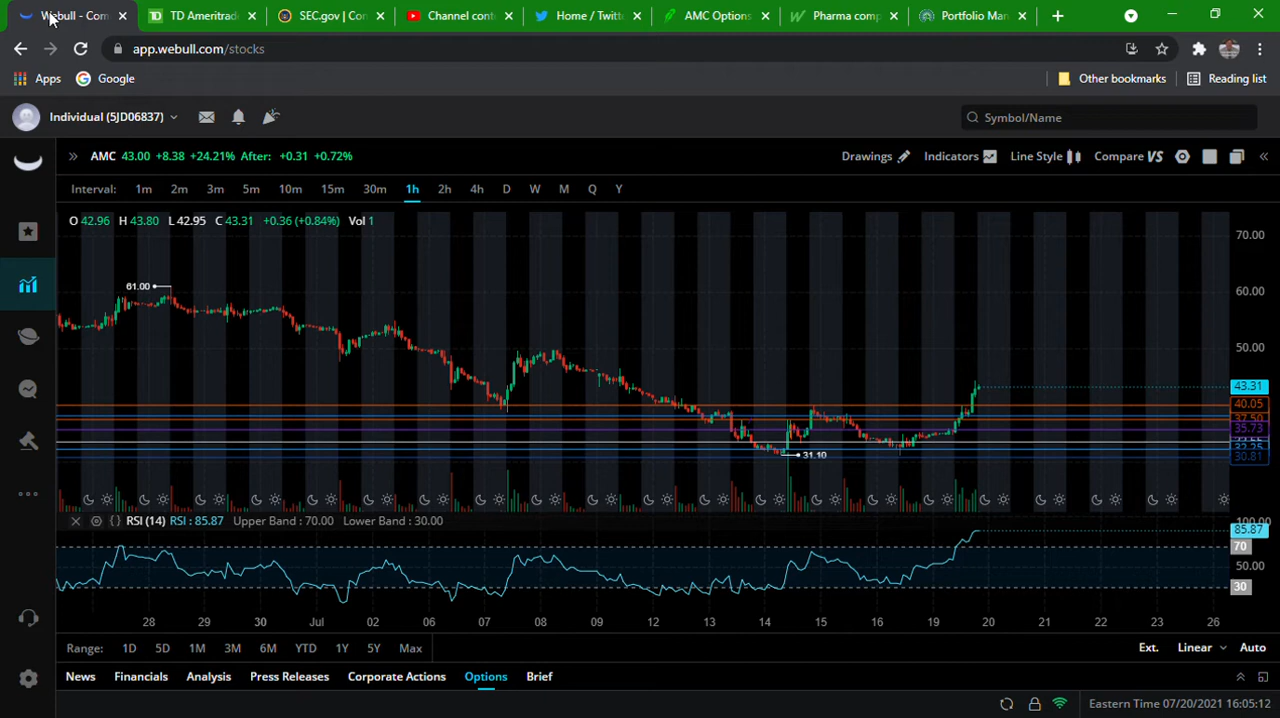 Webull - Com
TD Ameritrad
SEC.gov | Con
Channel cont
Home / Twitt
AMC Options
Pharma comp
Portfolio Man
app.webull.com/stocks
Apps
Google
Other bookmarks
Reading list
Individual (5JD06837)
Symbol/Name
AMC 43.00 +8.38 +24.21% After: +0.31 +0.72%
Drawings
Indicators
Line Style
Compare VS
Interval: 1m 2m 3m 5m 10m 15m 30m 1h 2h 4h D W M Q Y
O 42.96 H 43.80 L 42.95 C 43.31 +0.36 (+0.84%) Vol 1
70.00
61.00
60.00
50.00
43.31
40.05
37.50
35.73
32.25
30.81
31.10
RSI (14) RSI : 85.87 Upper Band : 70.00 Lower Band : 30.00
100.00
85.87
70
50.00
30
28 29 30 Jul 02 06 07 08 09 12 13 14 15 16 19 20 21 22 23 26
Range: 1D 5D 1M 3M 6M YTD 1Y 5Y Max
Ext. Linear Auto
News Financials Analysis Press Releases Corporate Actions Options Brief
Eastern Time 07/20/2021 16:05:12